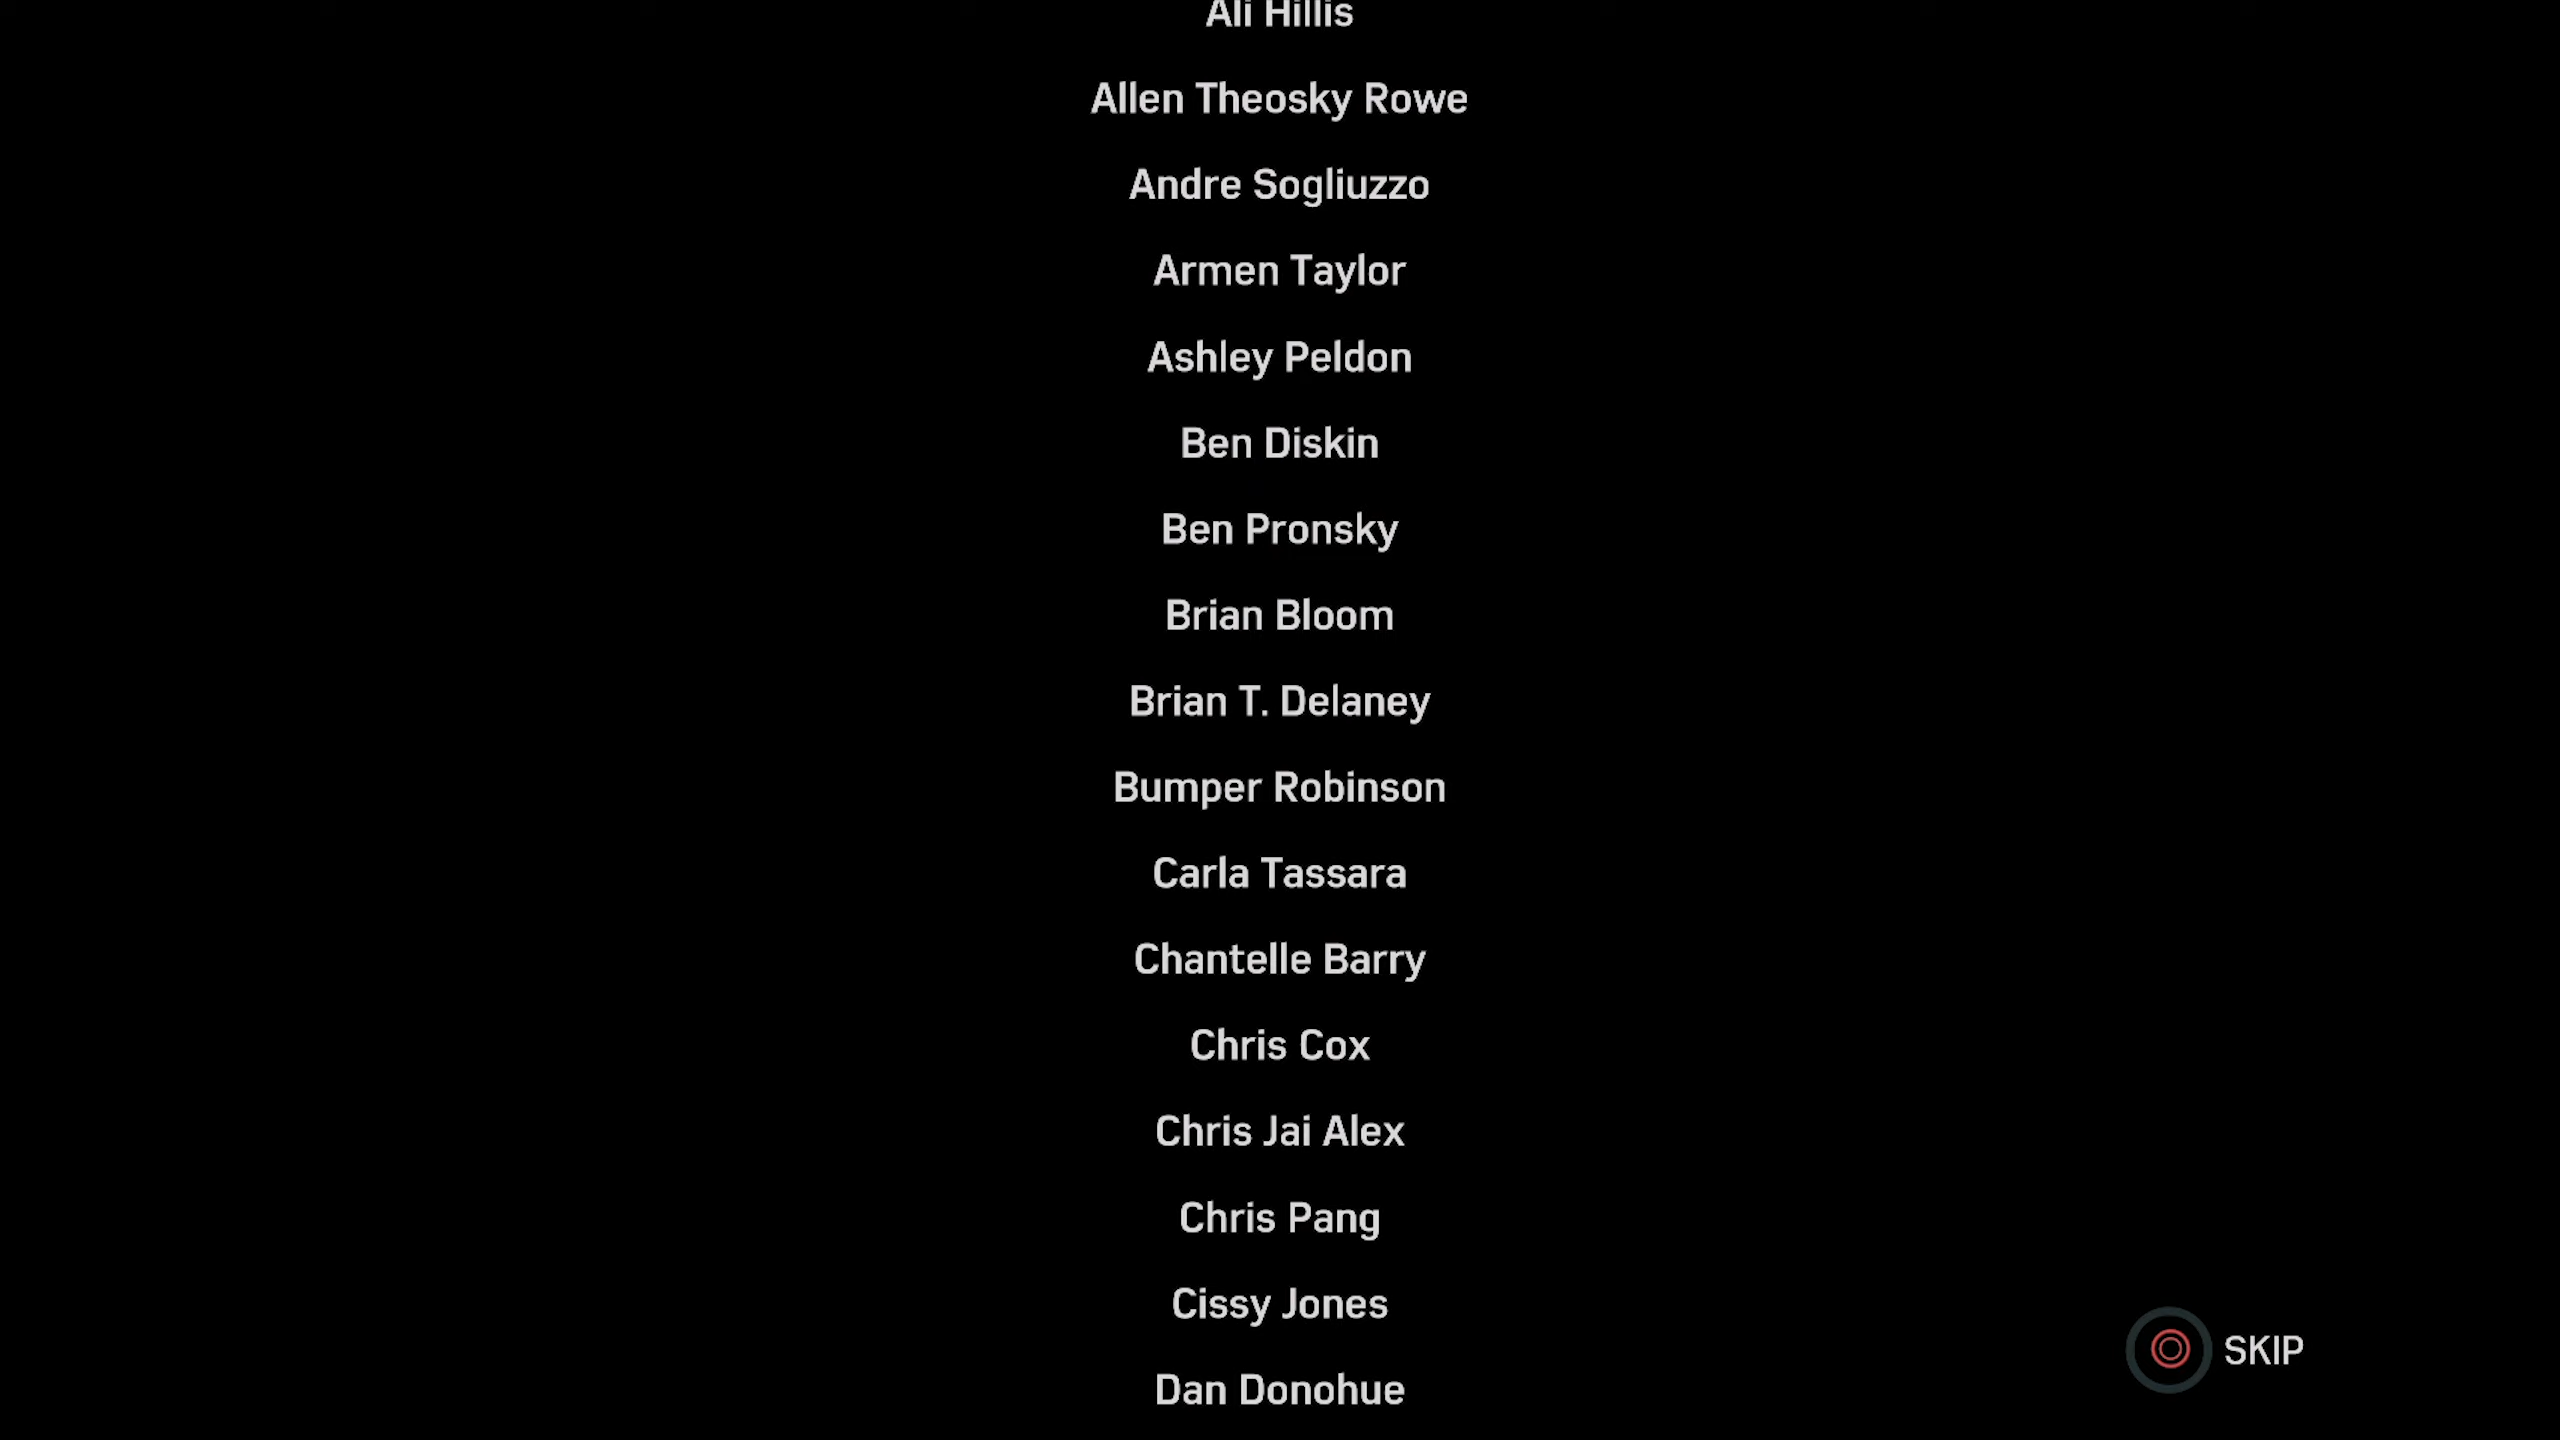 Ali Hillis
Allen Theosky Rowe
Andre Sogliuzzo
Armen Taylor
Ashley Peldon
Ben Diskin
Ben Pronsky
Brian Bloom
Brian T. Delaney
Bumper Robinson
Carla Tassara
Chantelle Barry
Chris Cox
Chris Jai Alex
Chris Pang
Cissy Jones
SKIP
Dan Donohue